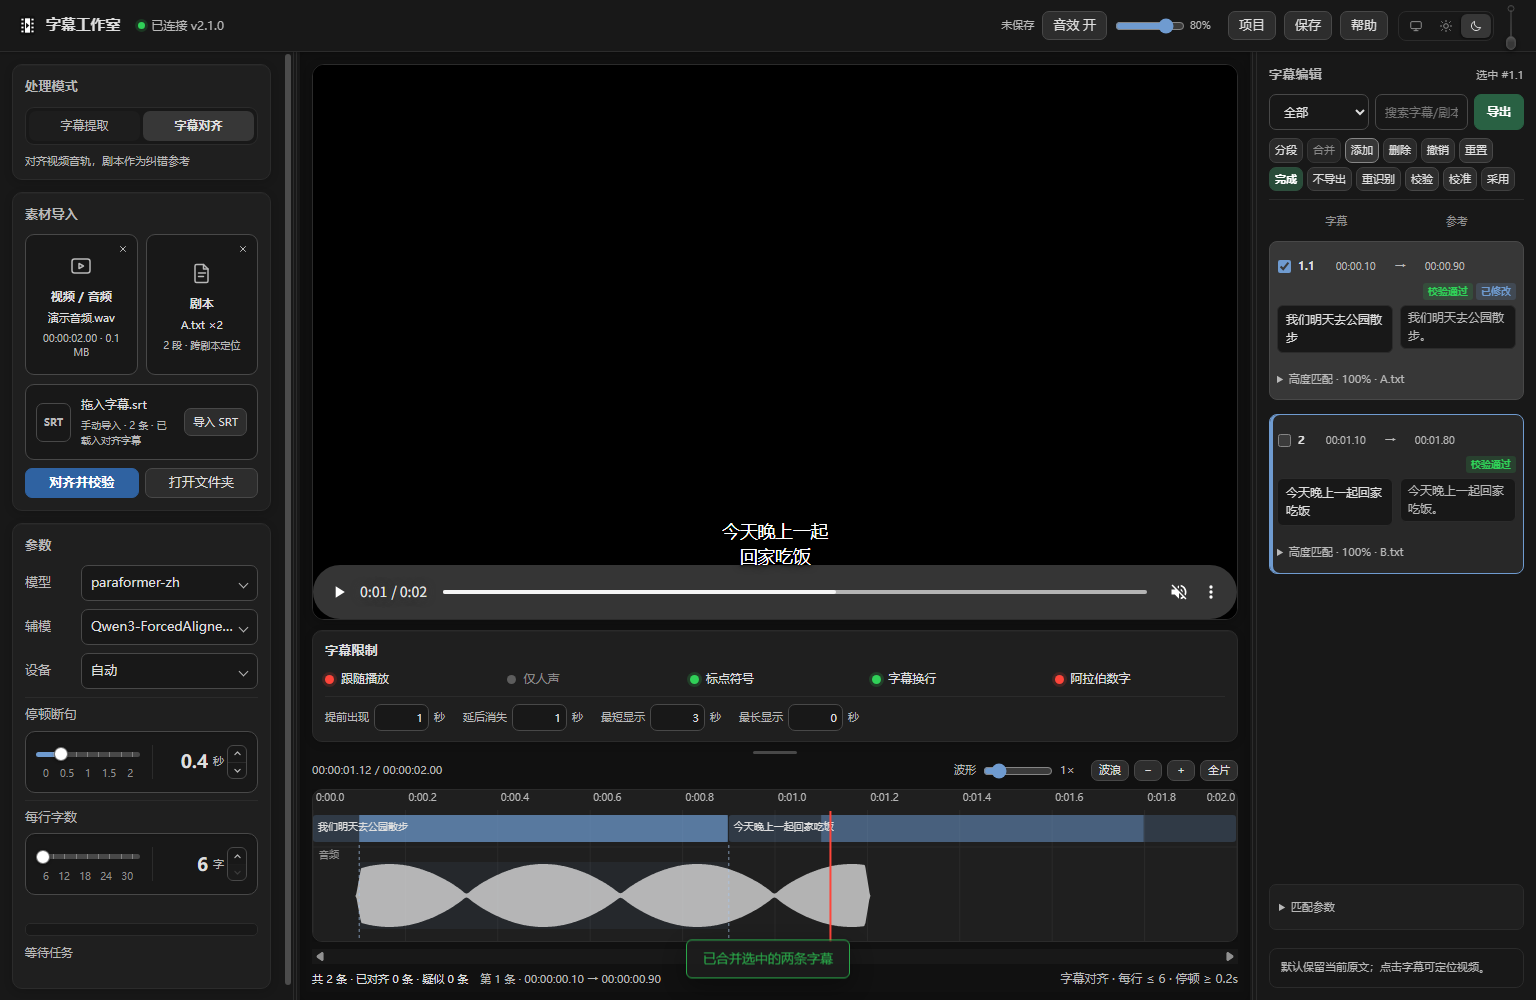 字幕工作室
已连接 v2.1.0
未保存
音效 开
80%
项目
保存
帮助
处理模式
字幕提取
字幕对齐
对齐视频音轨，剧本作为纠错参考
素材导入
×
视频 / 音频
演示音频.wav
00:00:02.00 · 0.1
MB
×
剧本
A.txt ×2
2 段 · 跨剧本定位
SRT
拖入字幕.srt
手动导入 · 2 条 · 已
载入对齐字幕
导入 SRT
对齐并校验
打开文件夹
参数
模型
paraformer-zh
辅模
Qwen3-ForcedAligne...
设备
自动
停顿断句
0 0.5 1 1.5 2
0.4 秒
每行字数
6 12 18 24 30
6 字
等待任务
今天晚上一起
回家吃饭
0:01 / 0:02
字幕限制
跟随播放
仅人声
标点符号
字幕换行
阿拉伯数字
提前出现 1 秒
延后消失 1 秒
最短显示 3 秒
最长显示 0 秒
00:00:01.12 / 00:00:02.00
波形
1×
波浪
−
+
全片
0:00.0 0:00.2 0:00.4 0:00.6 0:00.8 0:01.0 0:01.2 0:01.4 0:01.6 0:01.8 0:02.0
我们明天去公园散步
今天晚上一起回家吃饭
音频
已合并选中的两条字幕
共 2 条 · 已对齐 0 条 · 疑似 0 条
第 1 条 · 00:00:00.10 → 00:00:00.90
字幕对齐 · 每行 ≤ 6 · 停顿 ≥ 0.2s
字幕编辑
选中 #1.1
全部
搜索字幕/剧本
导出
分段 合并 添加 删除 撤销 重置
完成 不导出 重识别 校验 校准 采用
字幕
参考
1.1
00:00.10 → 00:00.90
校验通过
已修改
我们明天去公园散
步
我们明天去公园散
步。
高度匹配 · 100% · A.txt
2
00:01.10 → 00:01.80
校验通过
今天晚上一起回家
吃饭
今天晚上一起回家
吃饭。
高度匹配 · 100% · B.txt
匹配参数
默认保留当前原文；点击字幕可定位视频。